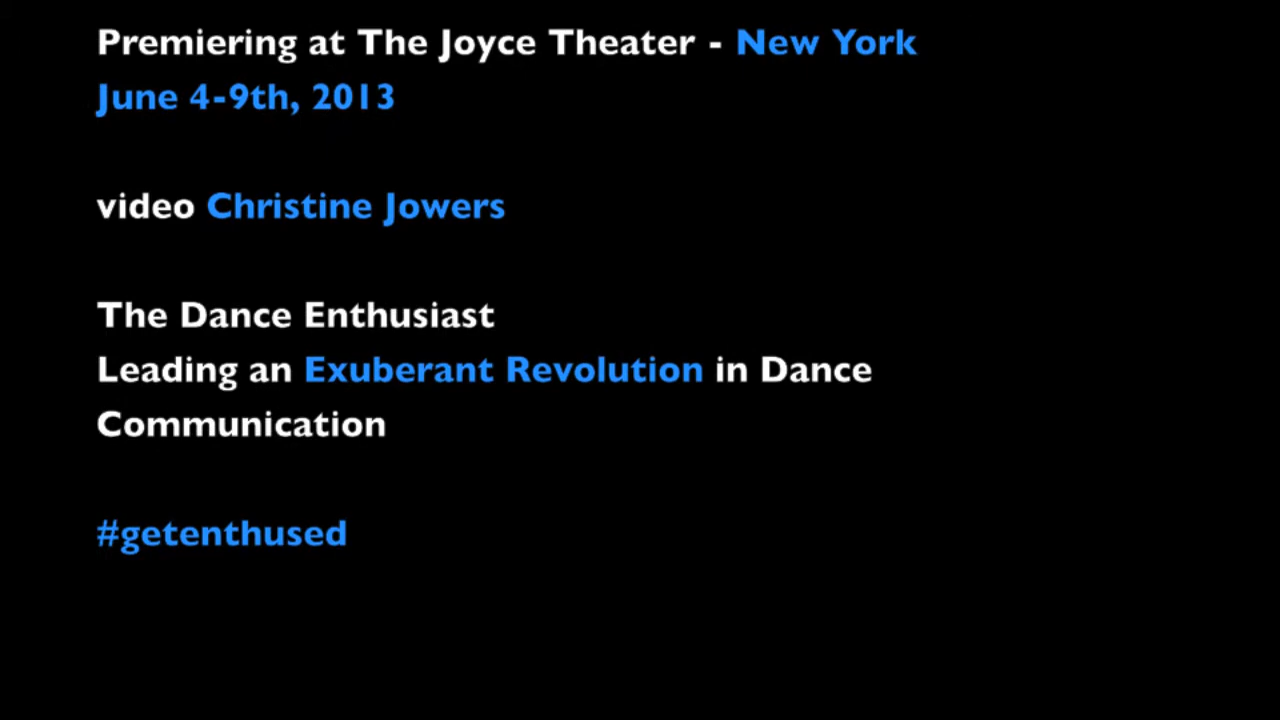 Premiering at The Joyce Theater - New York
June 4-9th, 2013
video Christine Jowers
The Dance Enthusiast
Leading an Exuberant Revolution in Dance
Communication
#getenthused